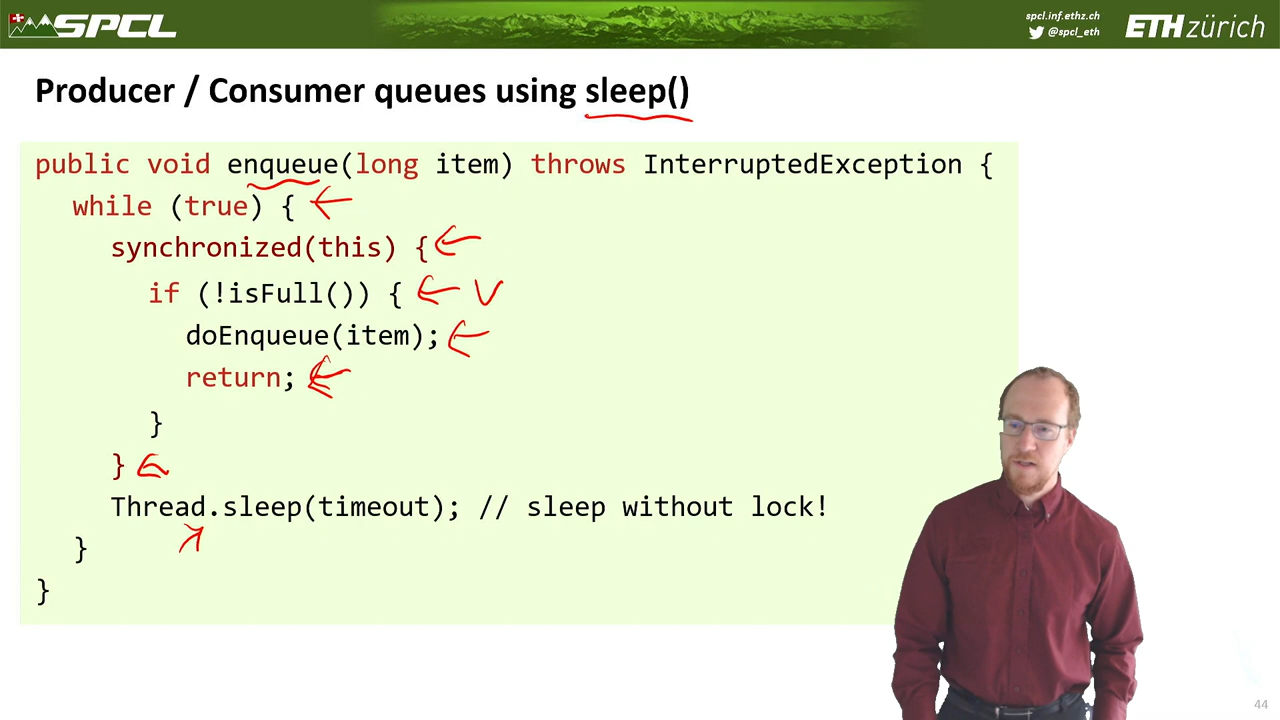 SPCL
spcl.inf.ethz.ch
@spcl_eth
ETH zürich
Producer / Consumer queues using sleep()
public void enqueue(long item) throws InterruptedException {
while (true) {
synchronized(this) {
if (!isFull()) {
doEnqueue(item);
return;
}
}
Thread.sleep(timeout); // sleep without lock!
}
}
44